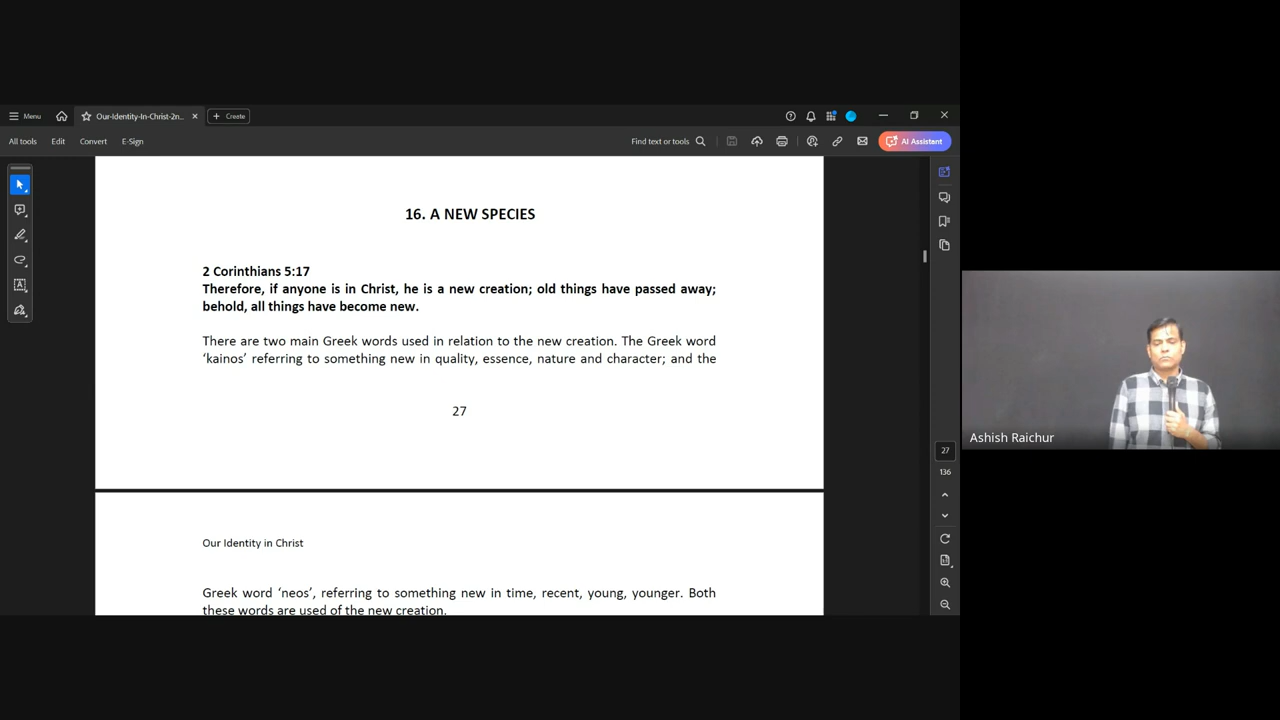 Menu
Our-Identity-In-Christ-2n...
Create
All tools
Edit
Convert
E-Sign
Find text or tools
AI Assistant
16. A NEW SPECIES
2 Corinthians 5:17
Therefore, if anyone is in Christ, he is a new creation; old things have passed away;
behold, all things have become new.
There are two main Greek words used in relation to the new creation. The Greek word
‘kainos’ referring to something new in quality, essence, nature and character; and the
27
Our Identity in Christ
Greek word ‘neos’, referring to something new in time, recent, young, younger. Both
these words are used of the new creation.
27
136
Ashish Raichur